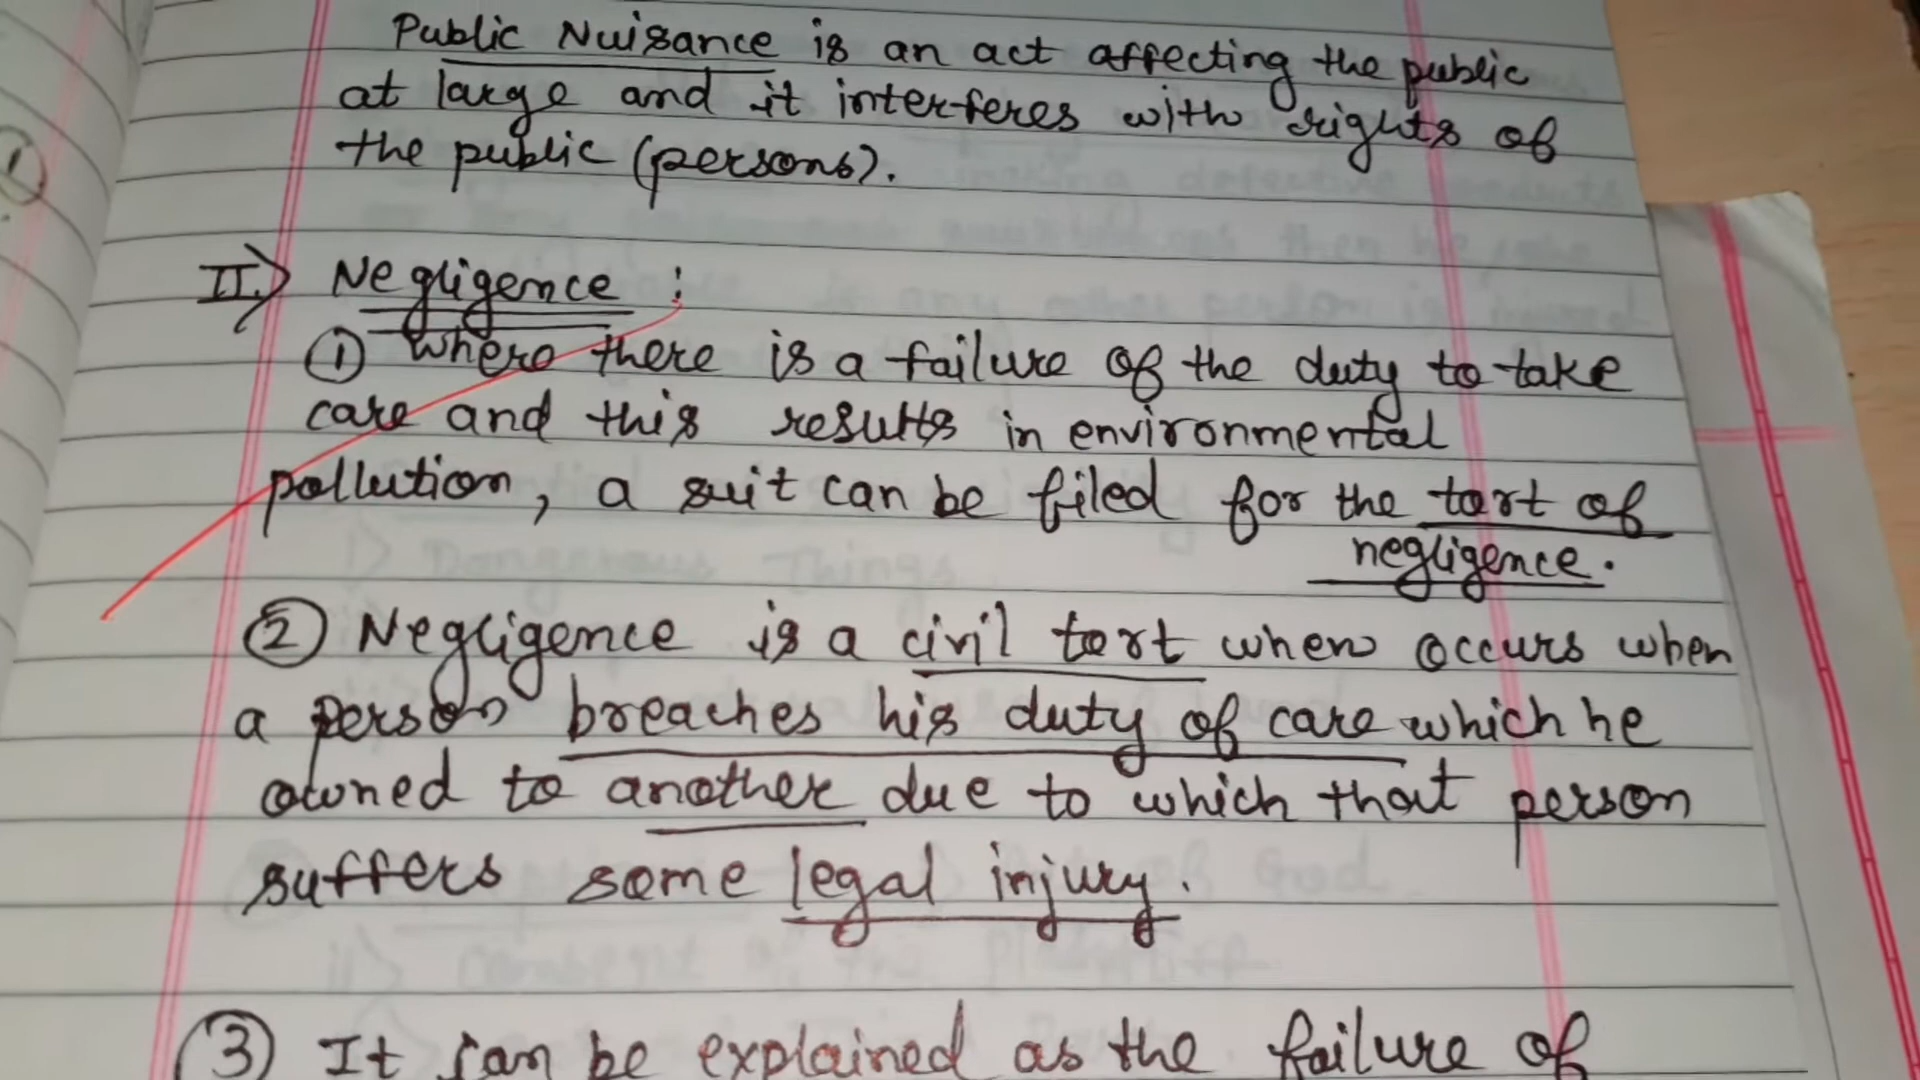 Public Nuisance is an act affecting the public
at large and it interferes with rights of
the public (persons).
II) Negligence :
① where there is a failure of the duty to take
care and this results in environmental
pollution, a suit can be filed for the tort of
negligence.
② Negligence is a civil tort when occurs when
a person breaches his duty of care which he
owned to another due to which that person
suffers some legal injury.
③ It can be explained as the failure of